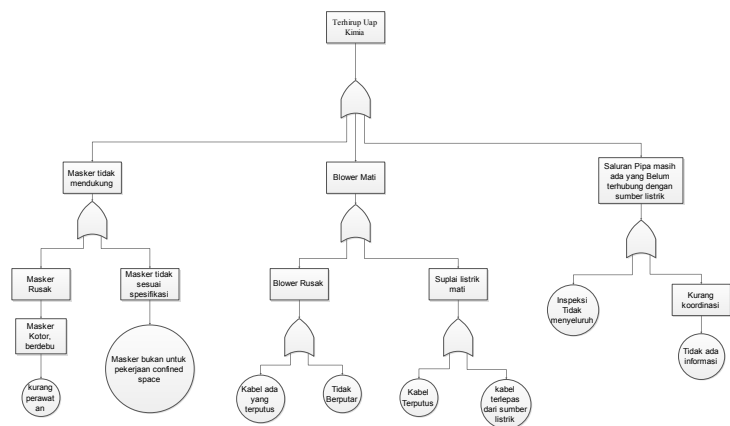 Terhirup Uap
Kimia
Masker tidak
mendukung
Blower Mati
Saluran Pipa masih
ada yang Belum
terhubung dengan
sumber listrik
Masker
Rusak
Masker tidak
sesuai
spesifikasi
Blower Rusak
Suplai listrik
mati
Inspeksi
Tidak
menyeluruh
Kurang
koordinasi
Masker
Kotor,
berdebu
Masker bukan untuk
pekerjaan confined
space
Tidak ada
informasi
kurang
perawat
an
Kabel ada
yang
terputus
Tidak
Berputar
Kabel
Terputus
kabel
terlepas
dari sumber
listrik